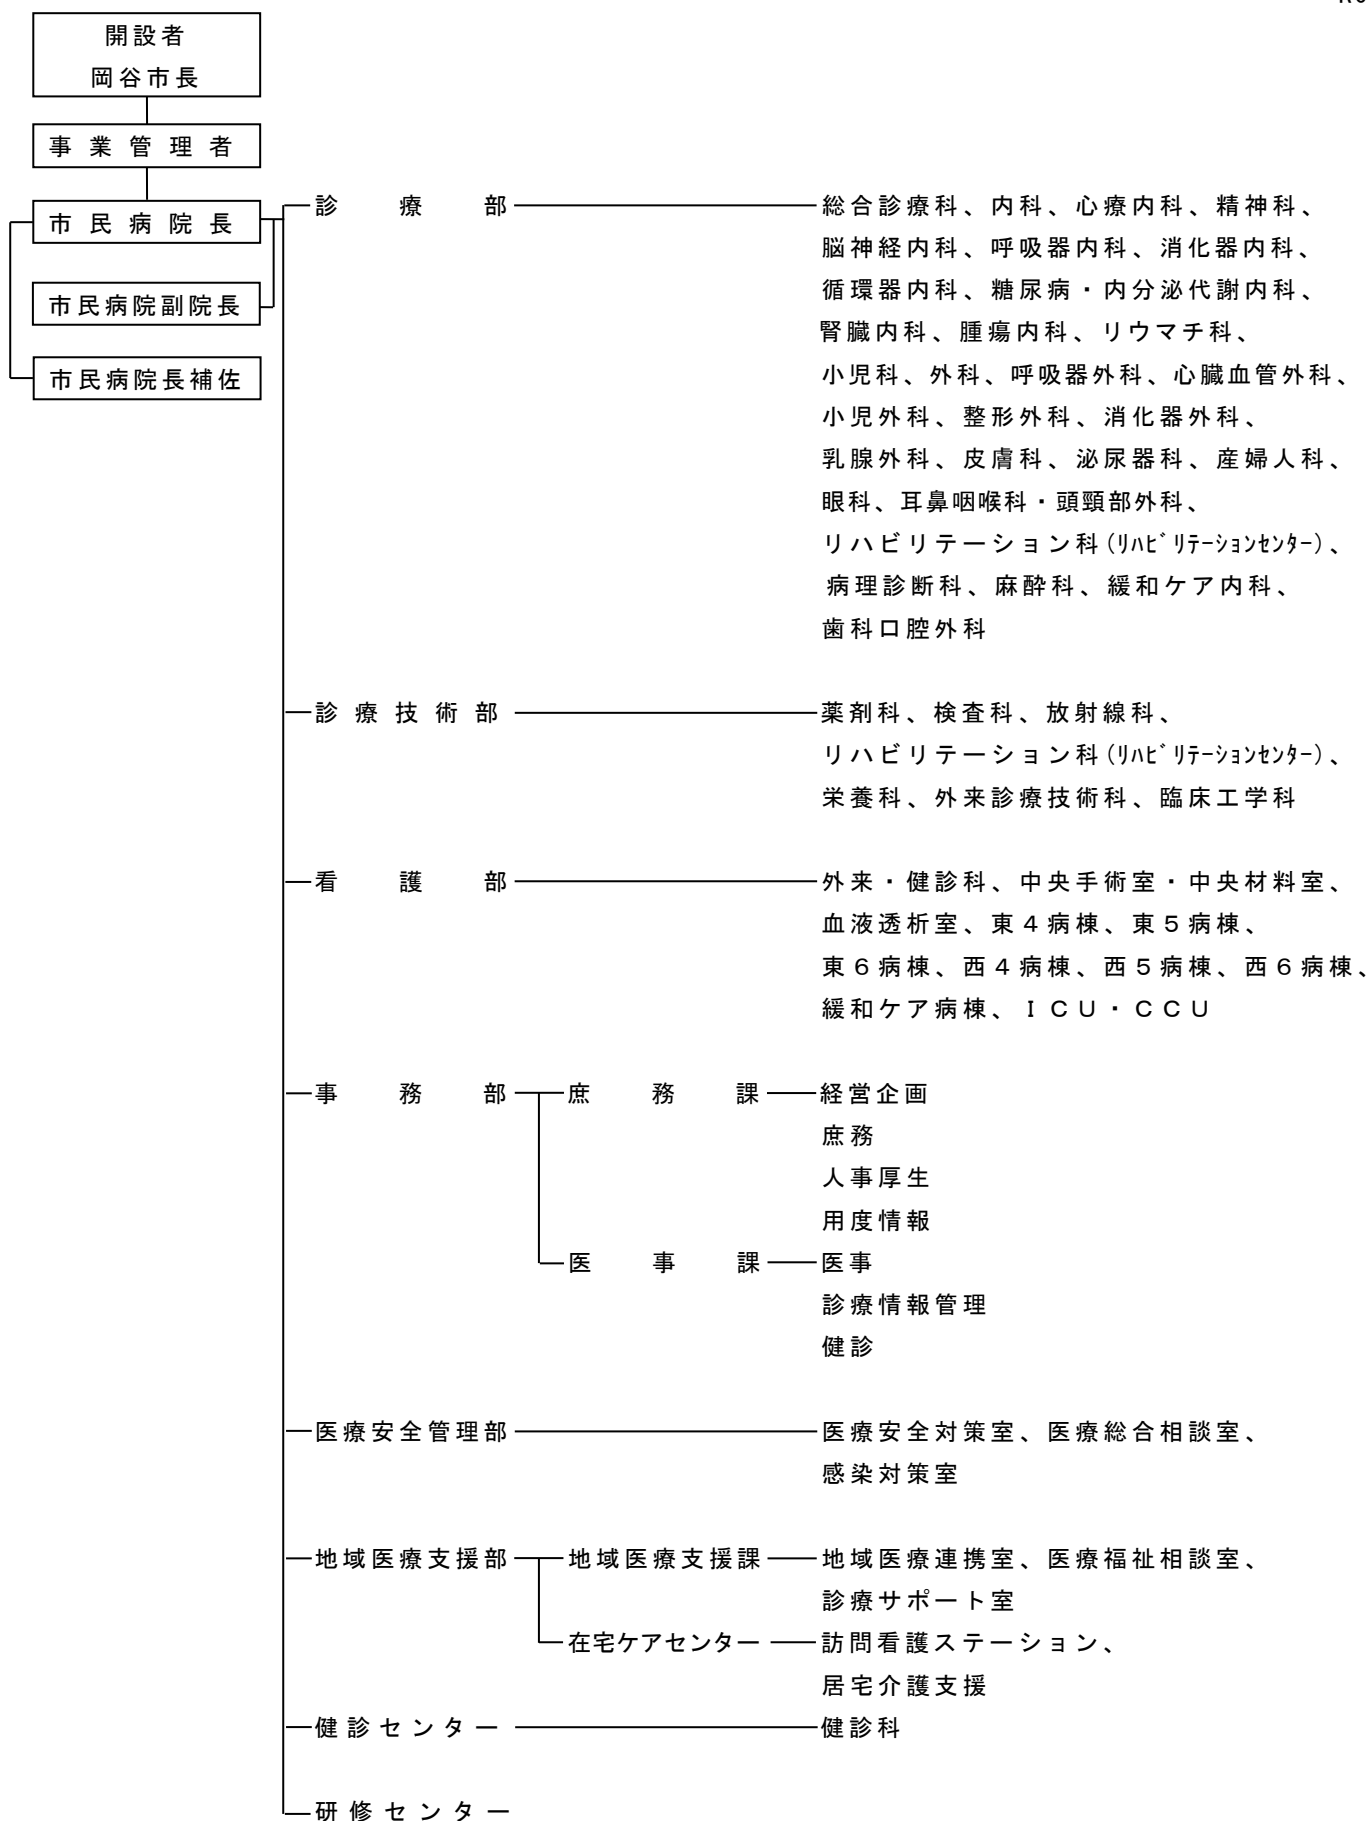 開設者
岡谷市長
事業管理者
市民病院長
市民病院副院長
市民病院長補佐
診療部 総合診療科、内科、心療内科、精神科、
脳神経内科、呼吸器内科、消化器内科、
循環器内科、糖尿病・内分泌代謝内科、
腎臓内科、腫瘍内科、リウマチ科、
小児科、外科、呼吸器外科、心臓血管外科、
小児外科、整形外科、消化器外科、
乳腺外科、皮膚科、泌尿器科、産婦人科、
眼科、耳鼻咽喉科・頭頸部外科、
リハビリテーション科(ﾘﾊﾋﾞﾘﾃｰｼｮﾝｾﾝﾀｰ)、
病理診断科、麻酔科、緩和ケア内科、
歯科口腔外科
診療技術部 薬剤科、検査科、放射線科、
リハビリテーション科(ﾘﾊﾋﾞﾘﾃｰｼｮﾝｾﾝﾀｰ)、
栄養科、外来診療技術科、臨床工学科
看護部 外来・健診科、中央手術室・中央材料室、
血液透析室、東４病棟、東５病棟、
東６病棟、西４病棟、西５病棟、西６病棟、
緩和ケア病棟、ＩＣＵ・ＣＣＵ
事務部 庶務課 経営企画
庶務
人事厚生
用度情報
医事課 医事
診療情報管理
健診
医療安全管理部 医療安全対策室、医療総合相談室、
感染対策室
地域医療支援部 地域医療支援課 地域医療連携室、医療福祉相談室、
診療サポート室
在宅ケアセンター 訪問看護ステーション、
居宅介護支援
健診センター 健診科
研修センター